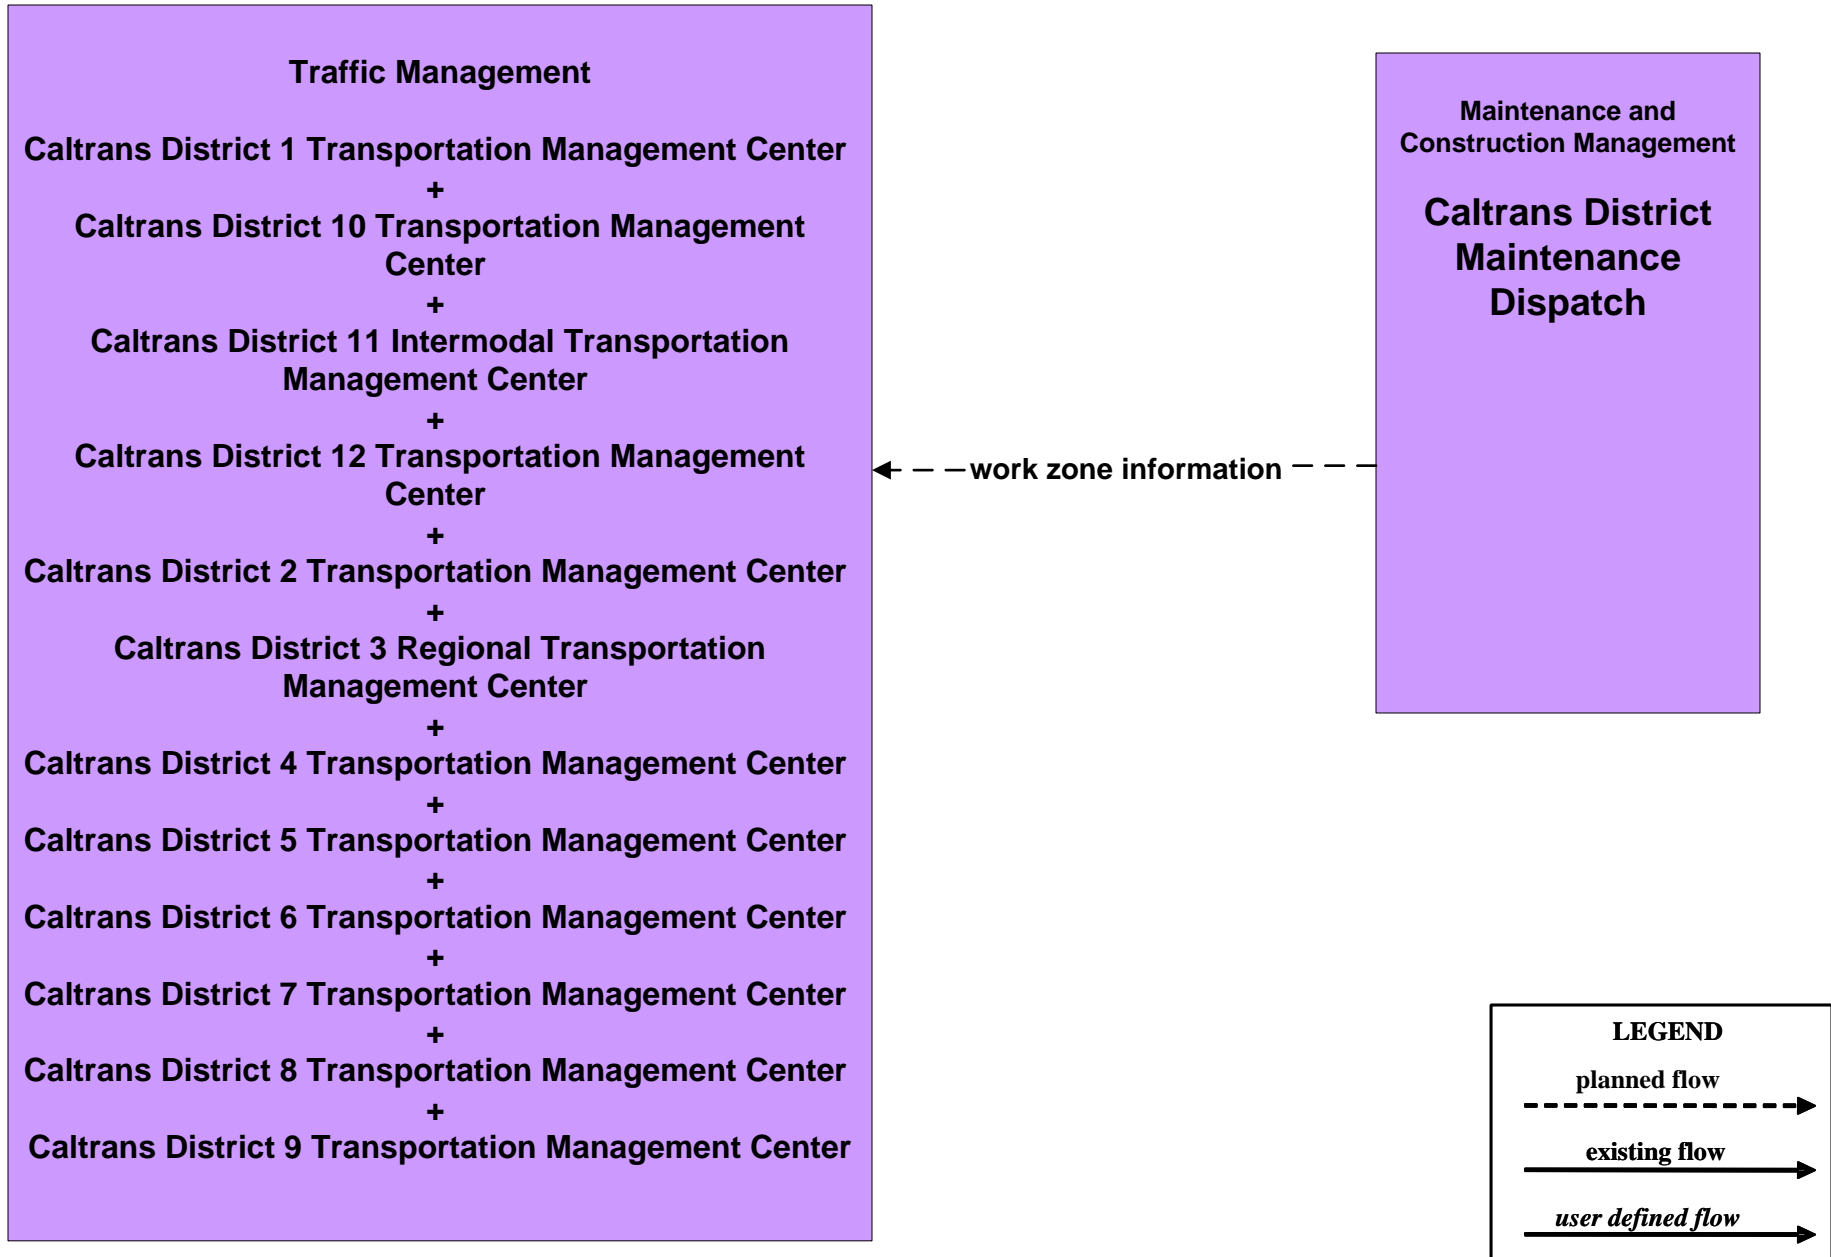 Traffic Management
Caltrans District 1 Transportation Management Center
+
Caltrans District 10 Transportation Management
Center
+
Caltrans District 11 Intermodal Transportation
Management Center
+
Caltrans District 12 Transportation Management
Center
+
Caltrans District 2 Transportation Management Center
+
Caltrans District 3 Regional Transportation
Management Center
+
Caltrans District 4 Transportation Management Center
+
Caltrans District 5 Transportation Management Center
+
Caltrans District 6 Transportation Management Center
+
Caltrans District 7 Transportation Management Center
+
Caltrans District 8 Transportation Management Center
+
Caltrans District 9 Transportation Management Center
work zone information
Maintenance and
Construction Management
Caltrans District
Maintenance
Dispatch
LEGEND
planned flow
existing flow
user defined flow